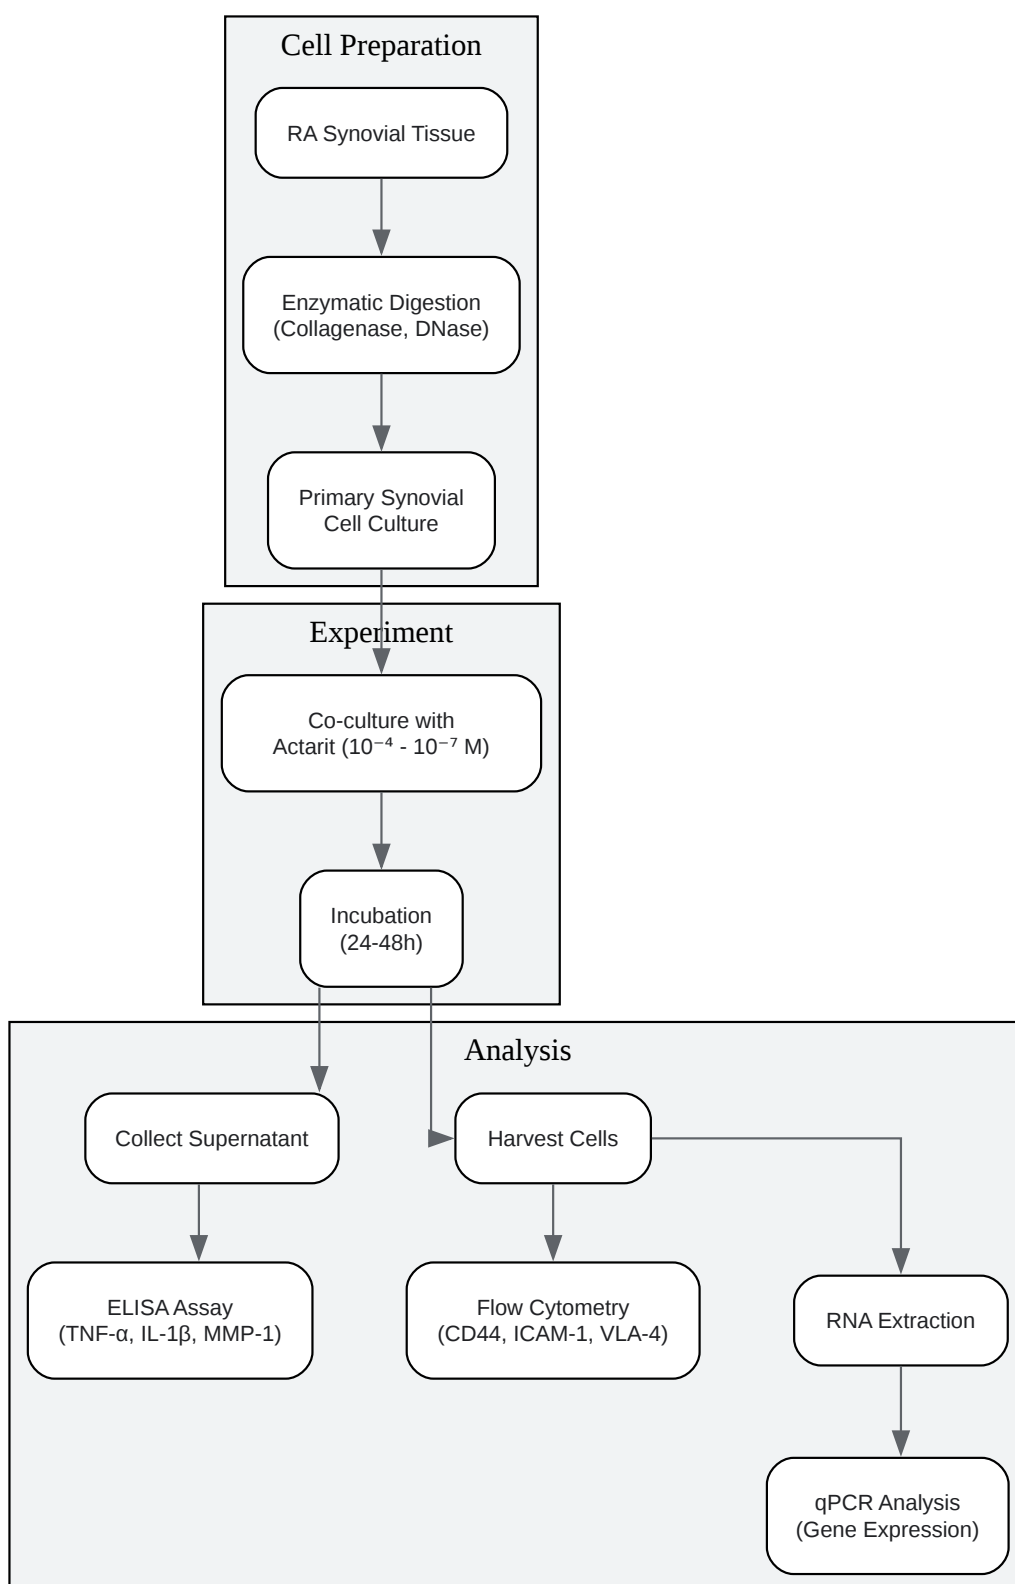 Cell Preparation
RA Synovial Tissue
Enzymatic Digestion
(Collagenase, DNase)
Primary Synovial
Cell Culture
Experiment
Co-culture with
Actarit (10⁻⁴ - 10⁻⁷ M)
Incubation
(24-48h)
Analysis
Collect Supernatant
Harvest Cells
ELISA Assay
(TNF-α, IL-1β, MMP-1)
Flow Cytometry
(CD44, ICAM-1, VLA-4)
RNA Extraction
qPCR Analysis
(Gene Expression)